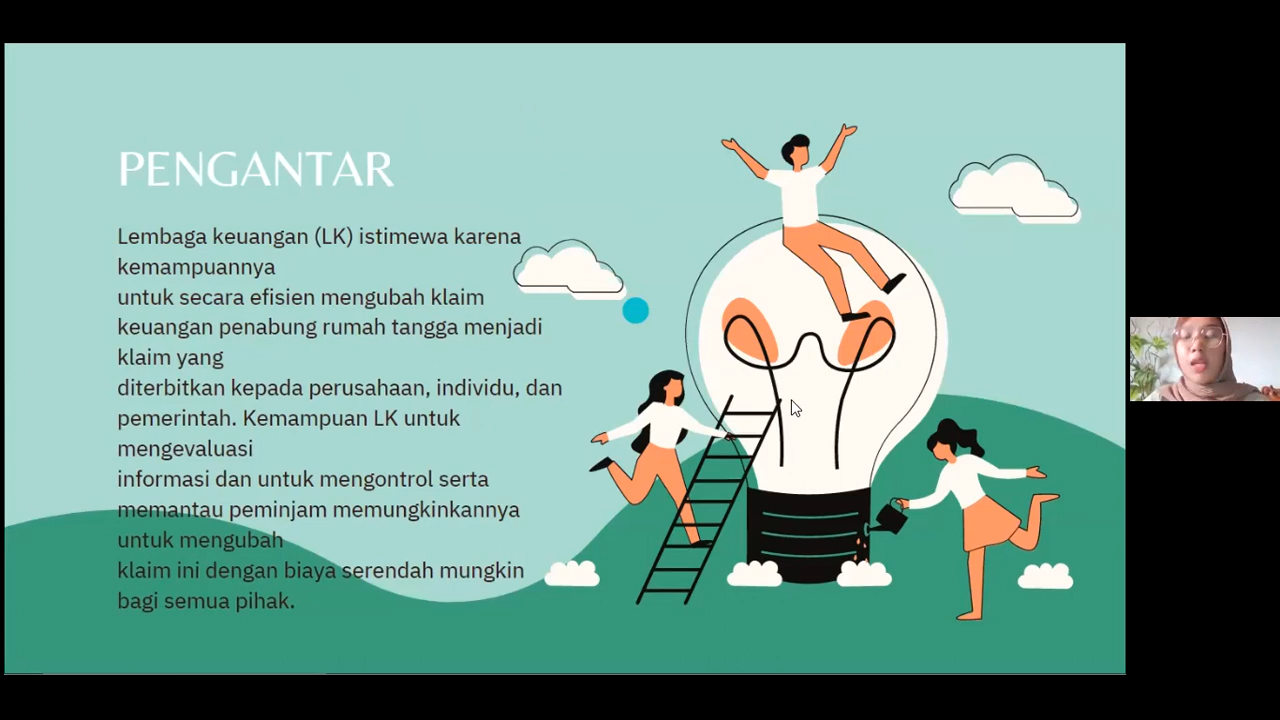 PENGANTAR
Lembaga keuangan (LK) istimewa karena
kemampuannya
untuk secara efisien mengubah klaim
keuangan penabung rumah tangga menjadi
klaim yang
diterbitkan kepada perusahaan, individu, dan
pemerintah. Kemampuan LK untuk
mengevaluasi
informasi dan untuk mengontrol serta
memantau peminjam memungkinkannya
untuk mengubah
klaim ini dengan biaya serendah mungkin
bagi semua pihak.